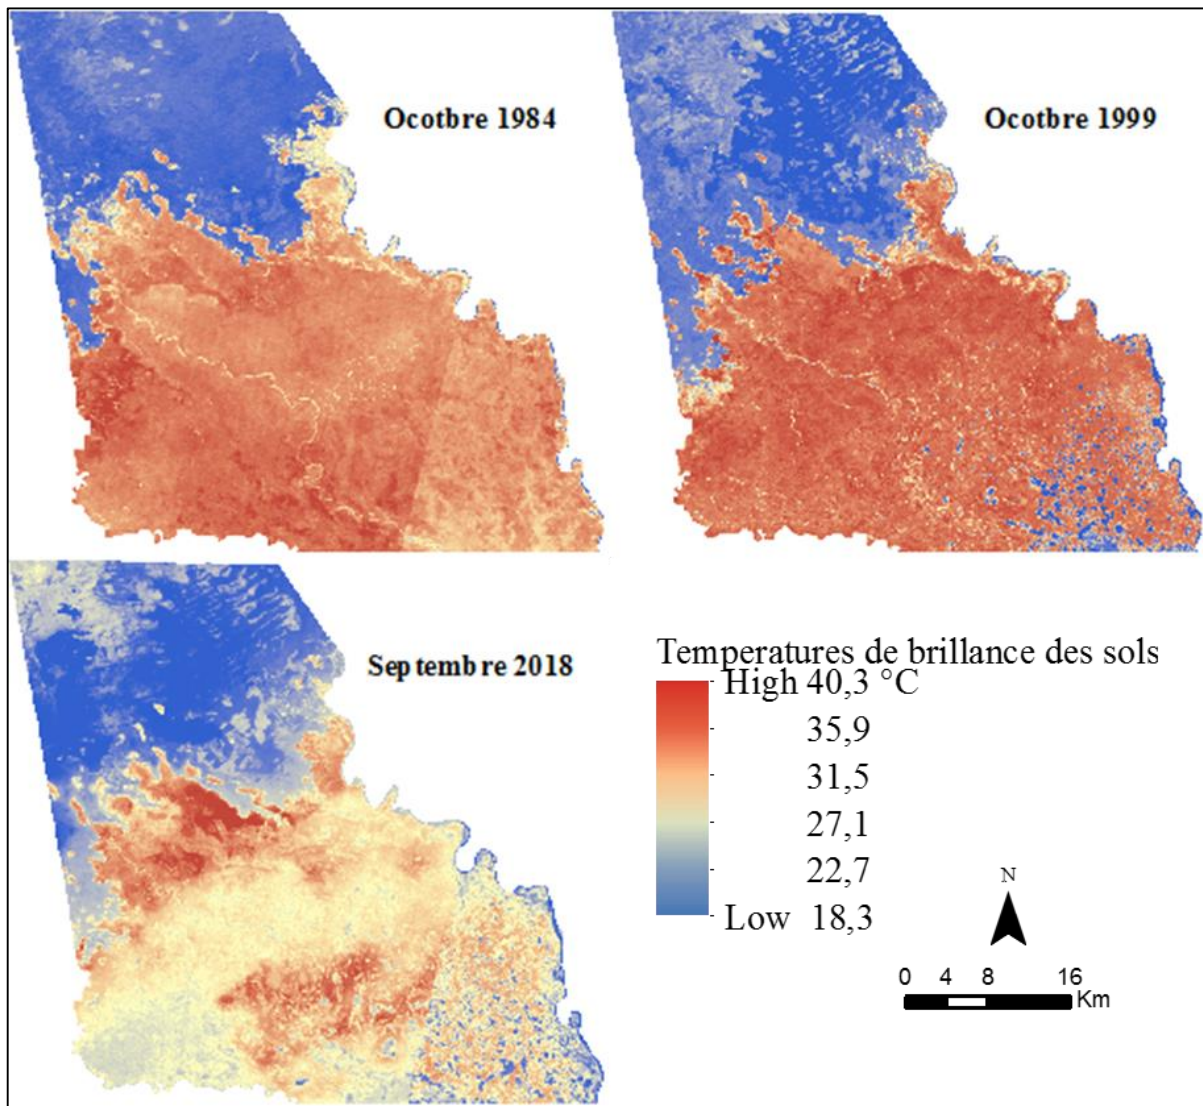 Ocotbre 1984
Ocotbre 1999
Septembre 2018
Temperatures de brillance des sols
High 40,3 °C
35,9
31,5
27,1
22,7
Low 18,3
N
0 4 8 16
Km